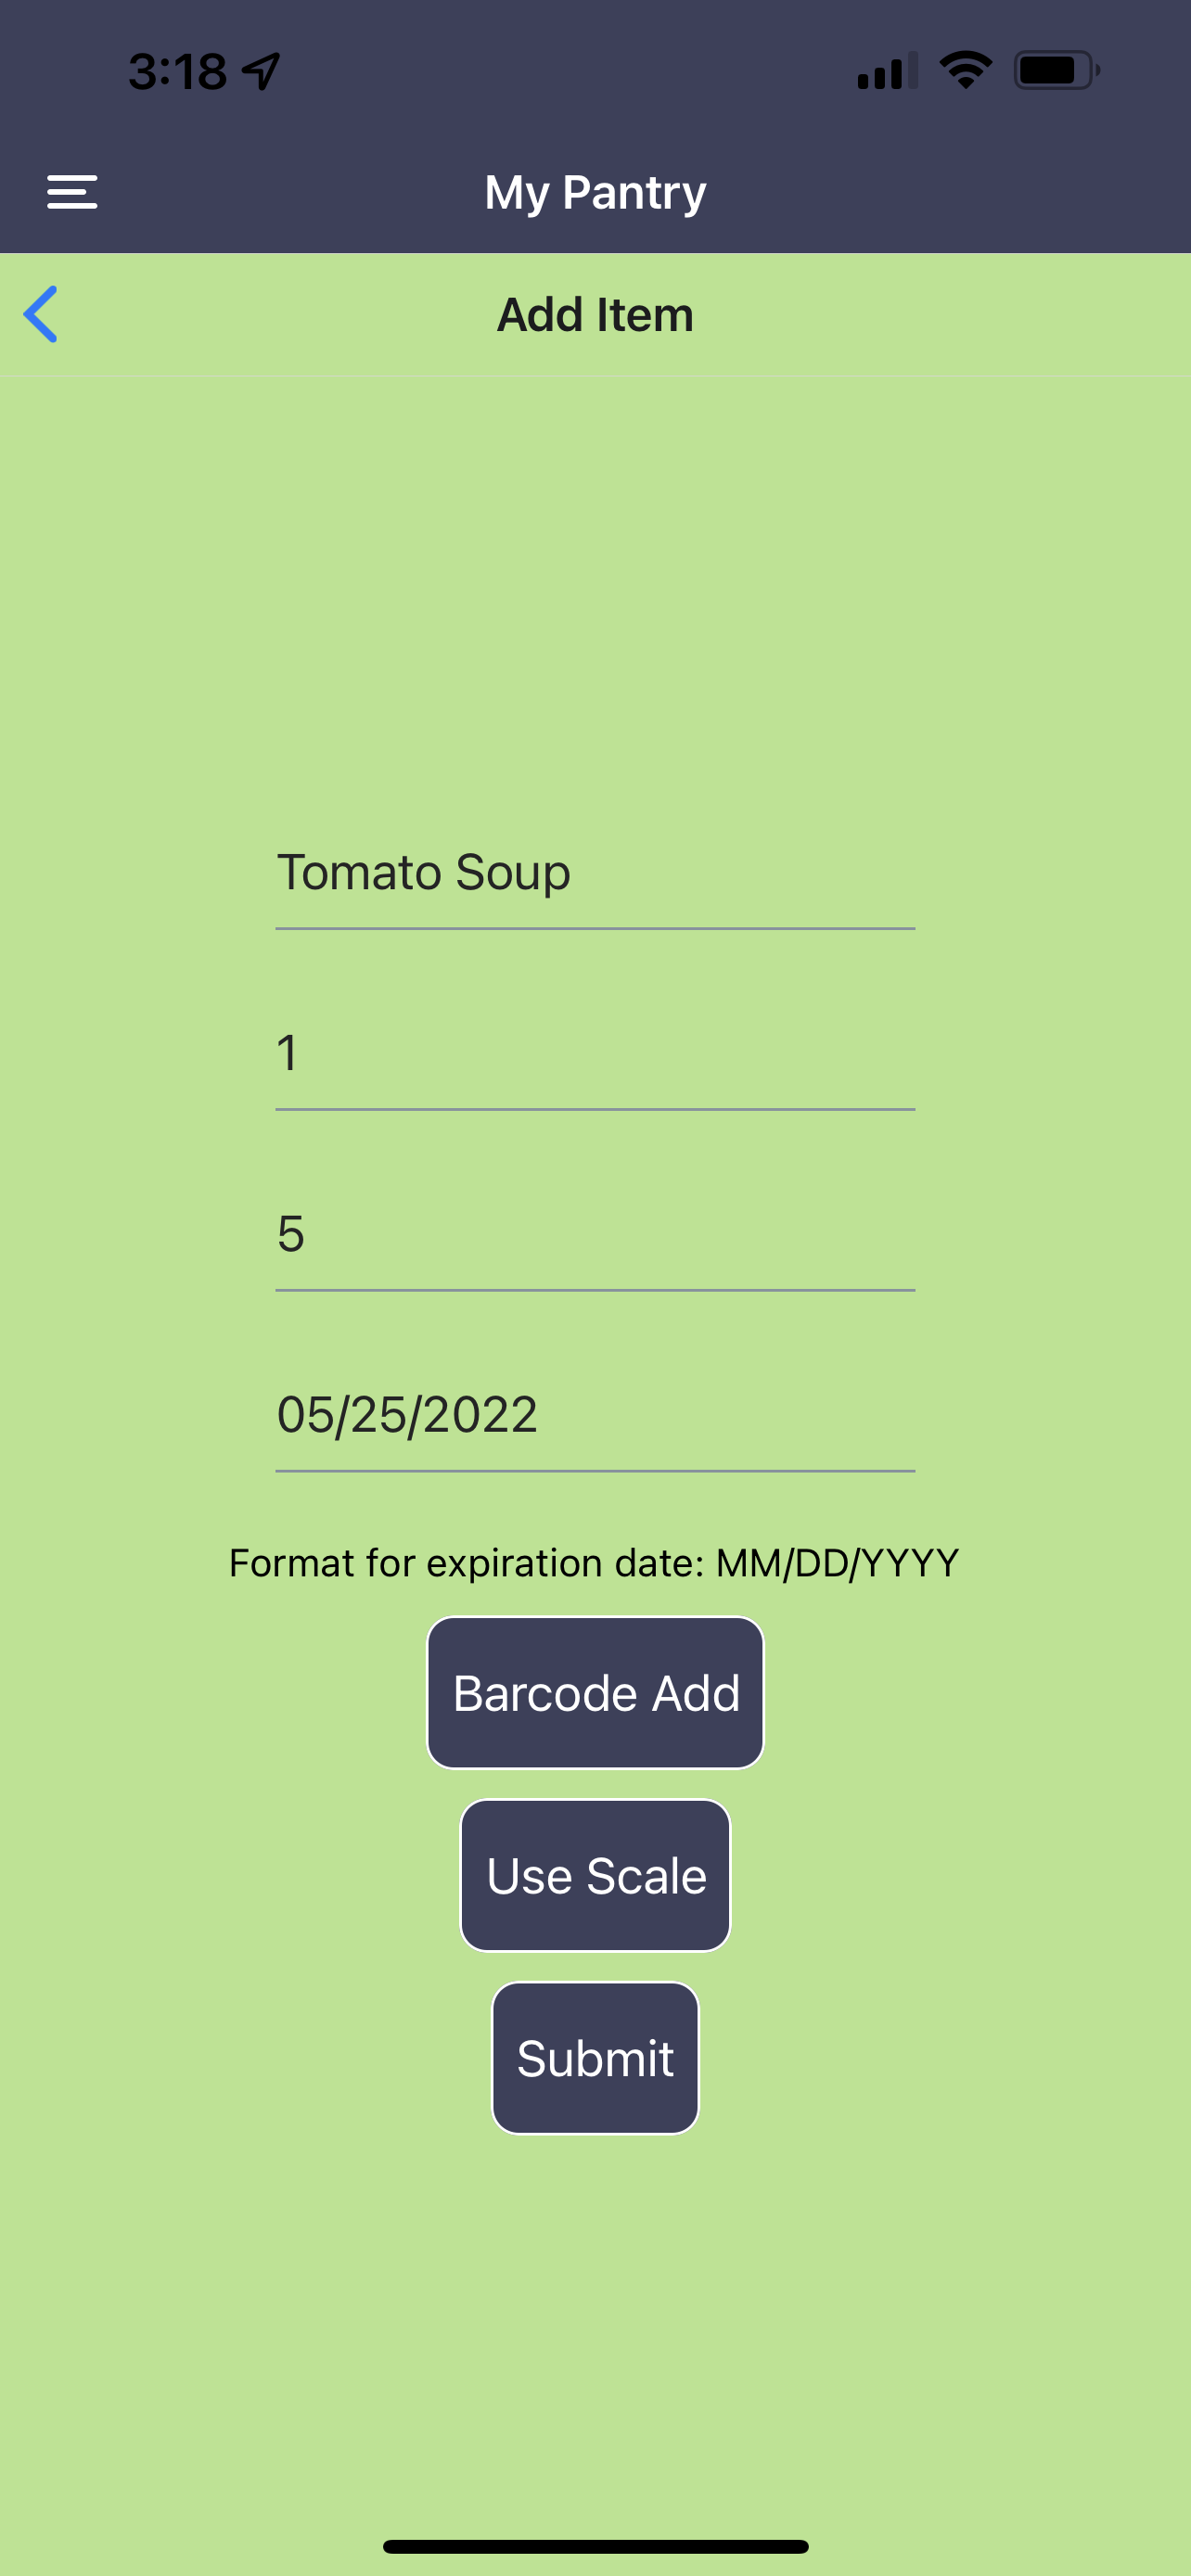 3:18
My Pantry
Add Item
Tomato Soup
1
5
05/25/2022
Format for expiration date: MM/DD/YYYY
Barcode Add
Use Scale
Submit